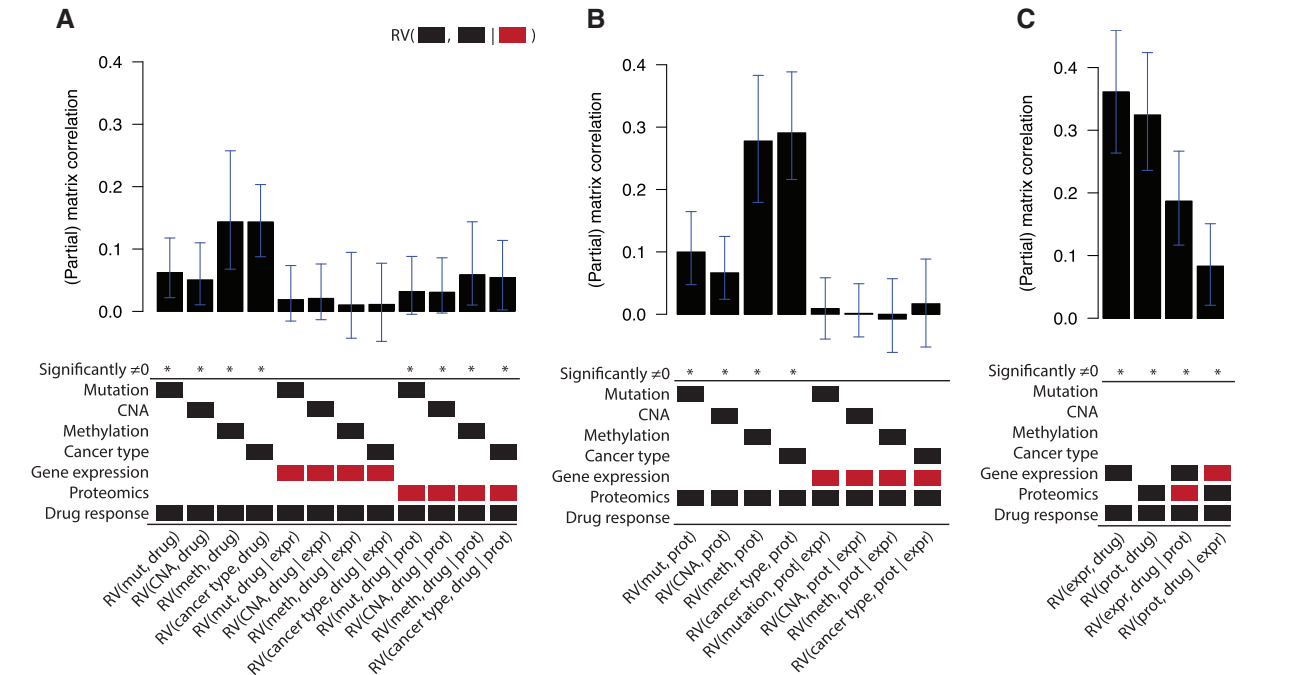 A
RV( , | )
(Partial) matrix correlation
0.4
0.3
0.2
0.1
0.0
Significantly ≠0 * * * * * * * *
Mutation
CNA
Methylation
Cancer type
Gene expression
Proteomics
Drug response
RV(mut, drug)
RV(CNA, drug)
RV(meth, drug)
RV(cancer type, drug)
RV(mut, drug | expr)
RV(CNA, drug | expr)
RV(meth, drug | expr)
RV(cancer type, drug | expr)
RV(mut, drug | prot)
RV(CNA, drug | prot)
RV(meth, drug | prot)
RV(cancer type, drug | prot)
B
(Partial) matrix correlation
0.4
0.3
0.2
0.1
0.0
Significantly ≠0 * * * *
Mutation
CNA
Methylation
Cancer type
Gene expression
Proteomics
Drug response
RV(mut, prot)
RV(CNA, prot)
RV(meth, prot)
RV(cancer type, prot)
RV(mutation, prot | expr)
RV(CNA, prot | expr)
RV(meth, prot | expr)
RV(cancer type, prot | expr)
C
(Partial) matrix correlation
0.4
0.3
0.2
0.1
0.0
Significantly ≠0 * * * *
Mutation
CNA
Methylation
Cancer type
Gene expression
Proteomics
Drug response
RV(expr, drug)
RV(prot, drug)
RV(expr, drug | prot)
RV(prot, drug | expr)